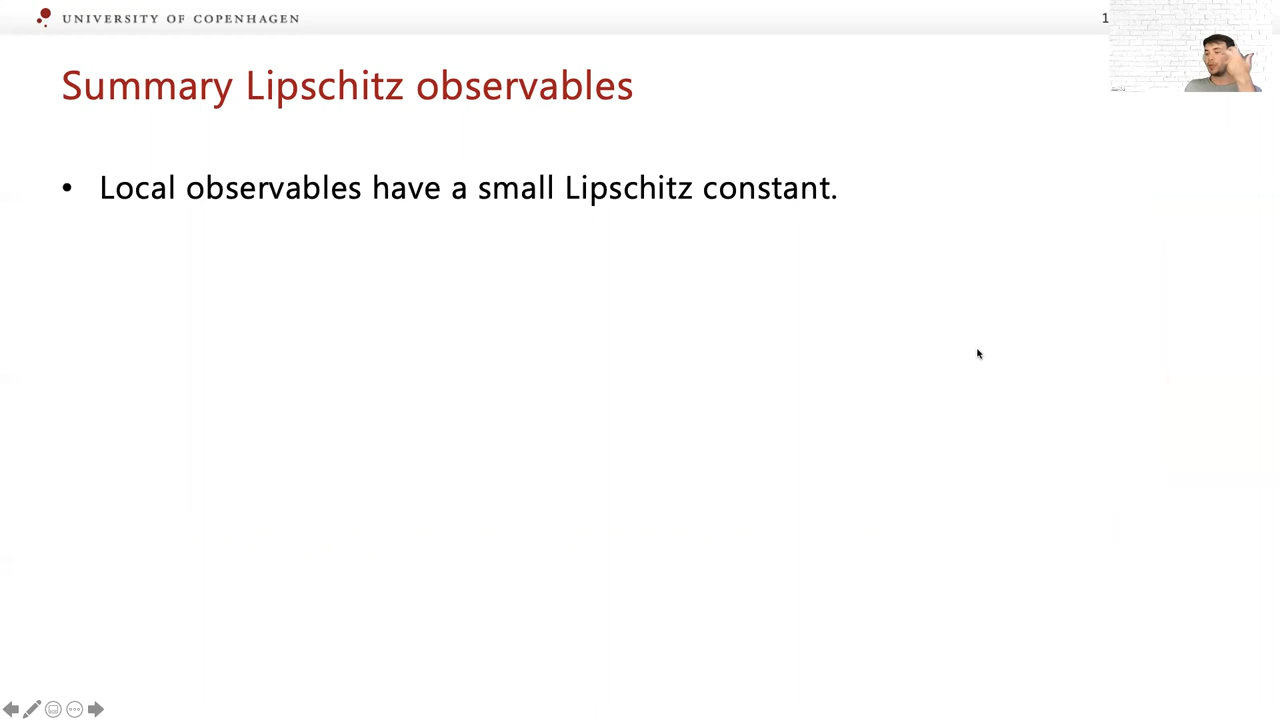 UNIVERSITY OF COPENHAGEN
1
Summary Lipschitz observables
• Local observables have a small Lipschitz constant.